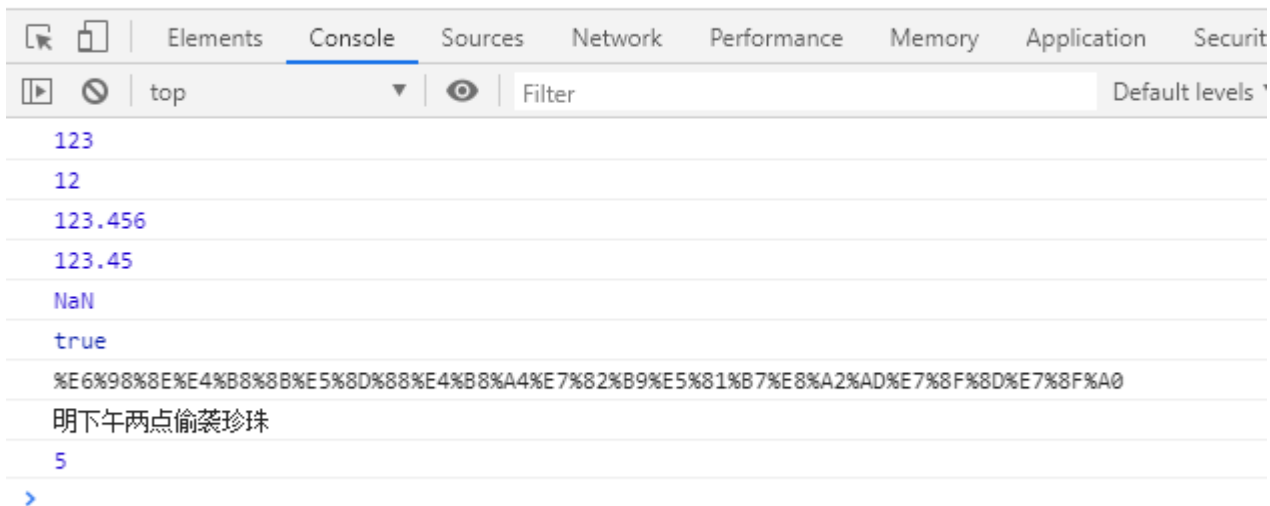 Elements Console Sources Network Performance Memory Application Securit
top Filter Default levels
123
12
123.456
123.45
NaN
true
%E6%98%8E%E4%B8%8B%E5%8D%88%E4%B8%A4%E7%82%B9%E5%81%B7%E8%A2%AD%E7%8F%8D%E7%8F%A0
明下午两点偷袭珍珠
5